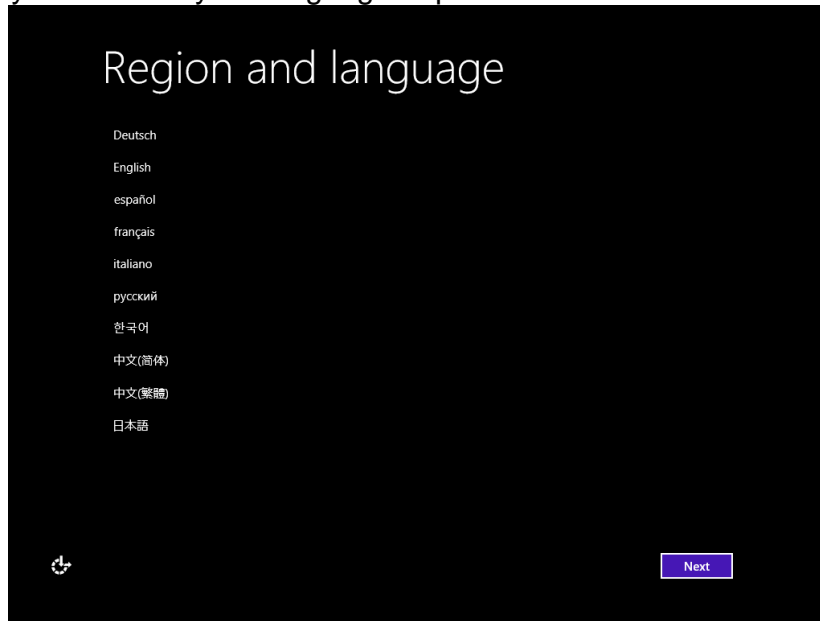 Region and language
Deutsch
English
español
français
italiano
русский
한국어
中文(简体)
中文(繁體)
日本語
Next